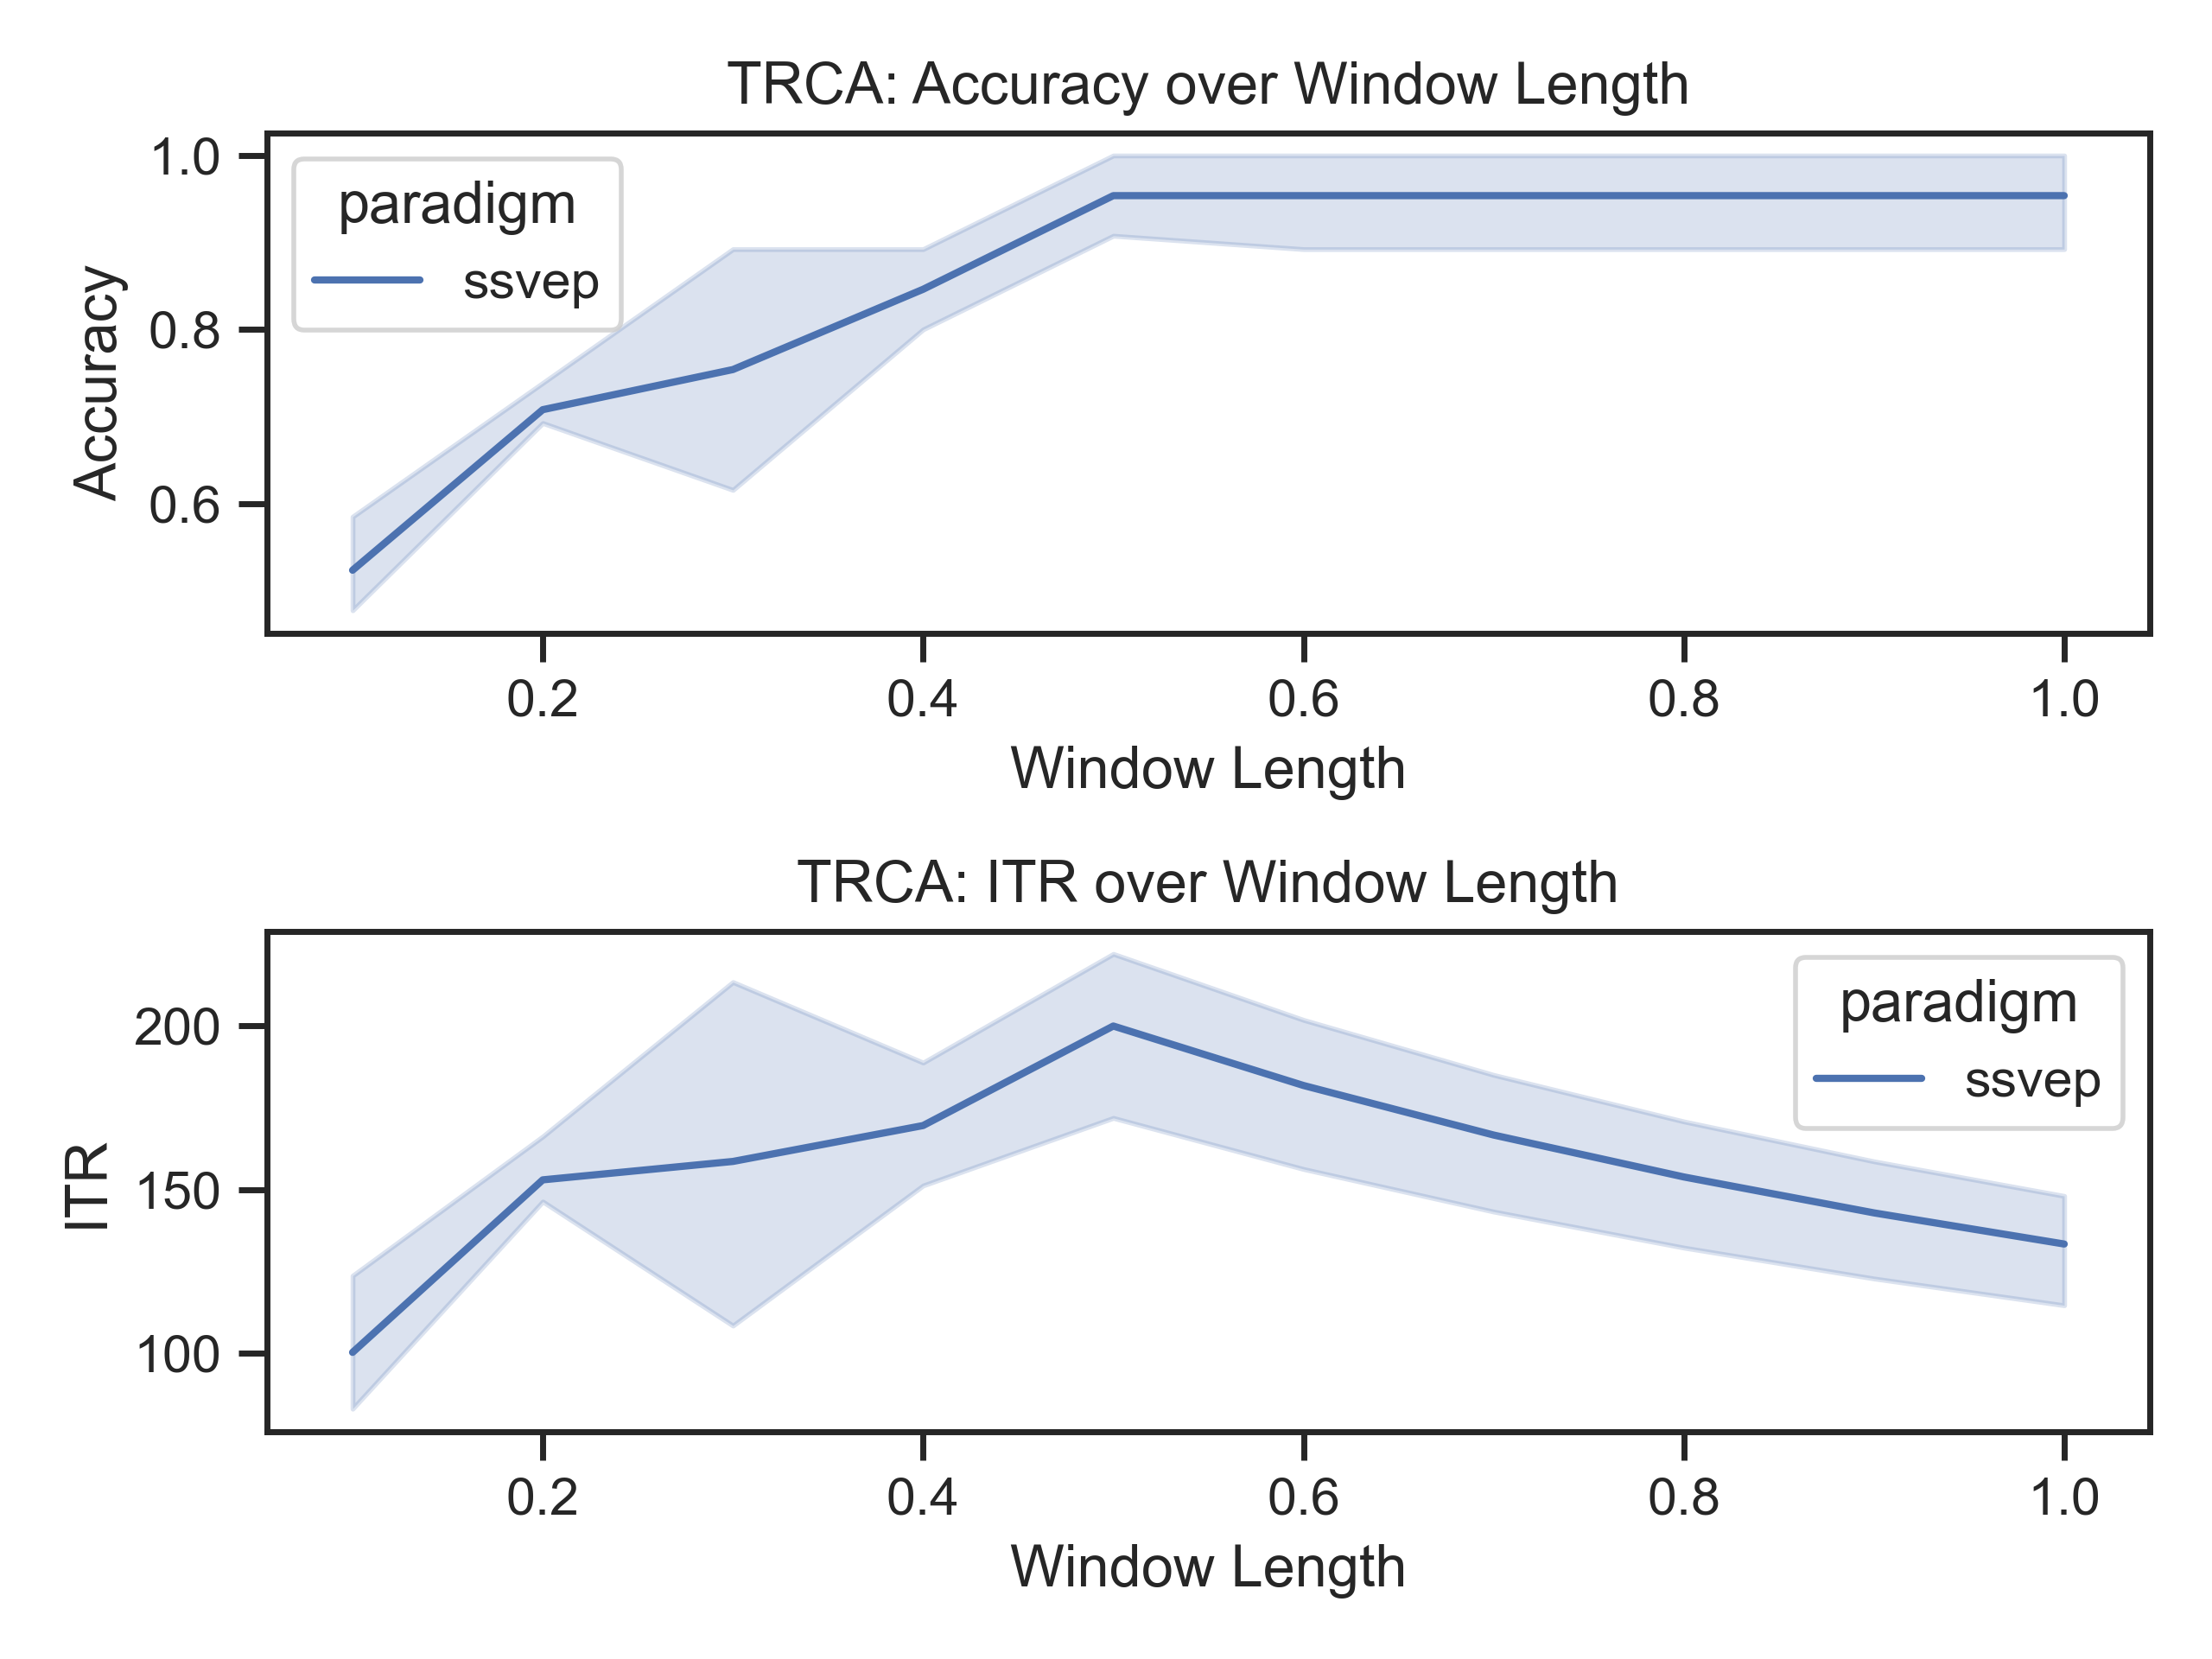 TRCA: Accuracy over Window Length
1.0
0.8
0.6
Accuracy
paradigm
ssvep
0.2 0.4 0.6 0.8 1.0
Window Length
TRCA: ITR over Window Length
200
150
100
ITR
paradigm
ssvep
0.2 0.4 0.6 0.8 1.0
Window Length